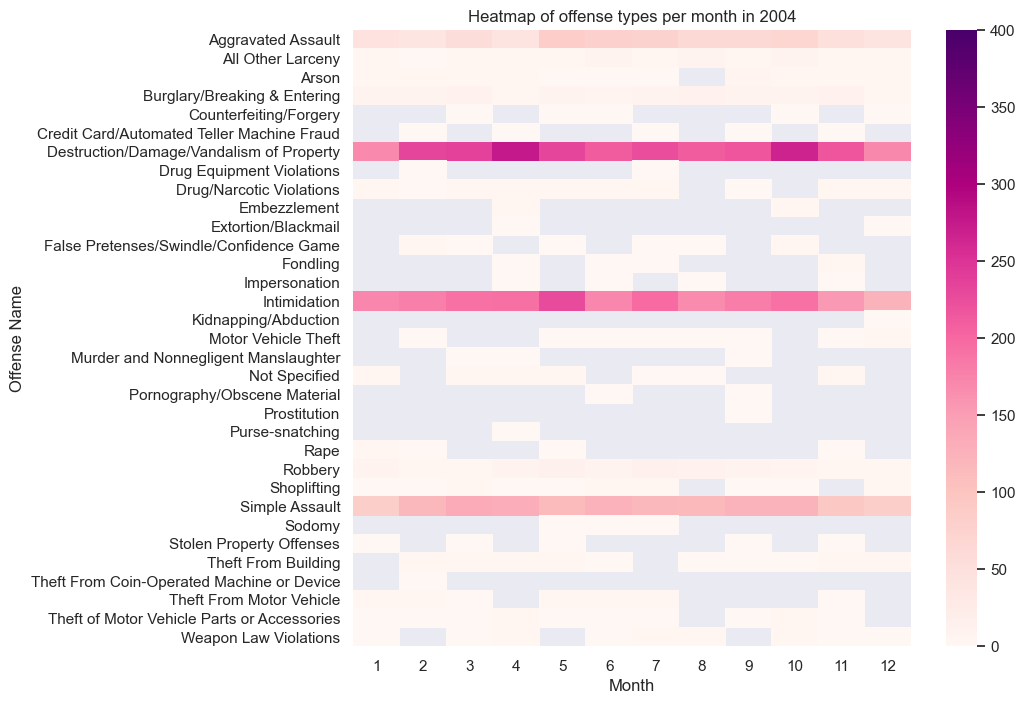 Heatmap of offense types per month in 2004
Offense Name
Aggravated Assault
All Other Larceny
Arson
Burglary/Breaking & Entering
Counterfeiting/Forgery
Credit Card/Automated Teller Machine Fraud
Destruction/Damage/Vandalism of Property
Drug Equipment Violations
Drug/Narcotic Violations
Embezzlement
Extortion/Blackmail
False Pretenses/Swindle/Confidence Game
Fondling
Impersonation
Intimidation
Kidnapping/Abduction
Motor Vehicle Theft
Murder and Nonnegligent Manslaughter
Not Specified
Pornography/Obscene Material
Prostitution
Purse-snatching
Rape
Robbery
Shoplifting
Simple Assault
Sodomy
Stolen Property Offenses
Theft From Building
Theft From Coin-Operated Machine or Device
Theft From Motor Vehicle
Theft of Motor Vehicle Parts or Accessories
Weapon Law Violations
1 2 3 4 5 6 7 8 9 10 11 12
Month
400
350
300
250
200
150
100
50
0